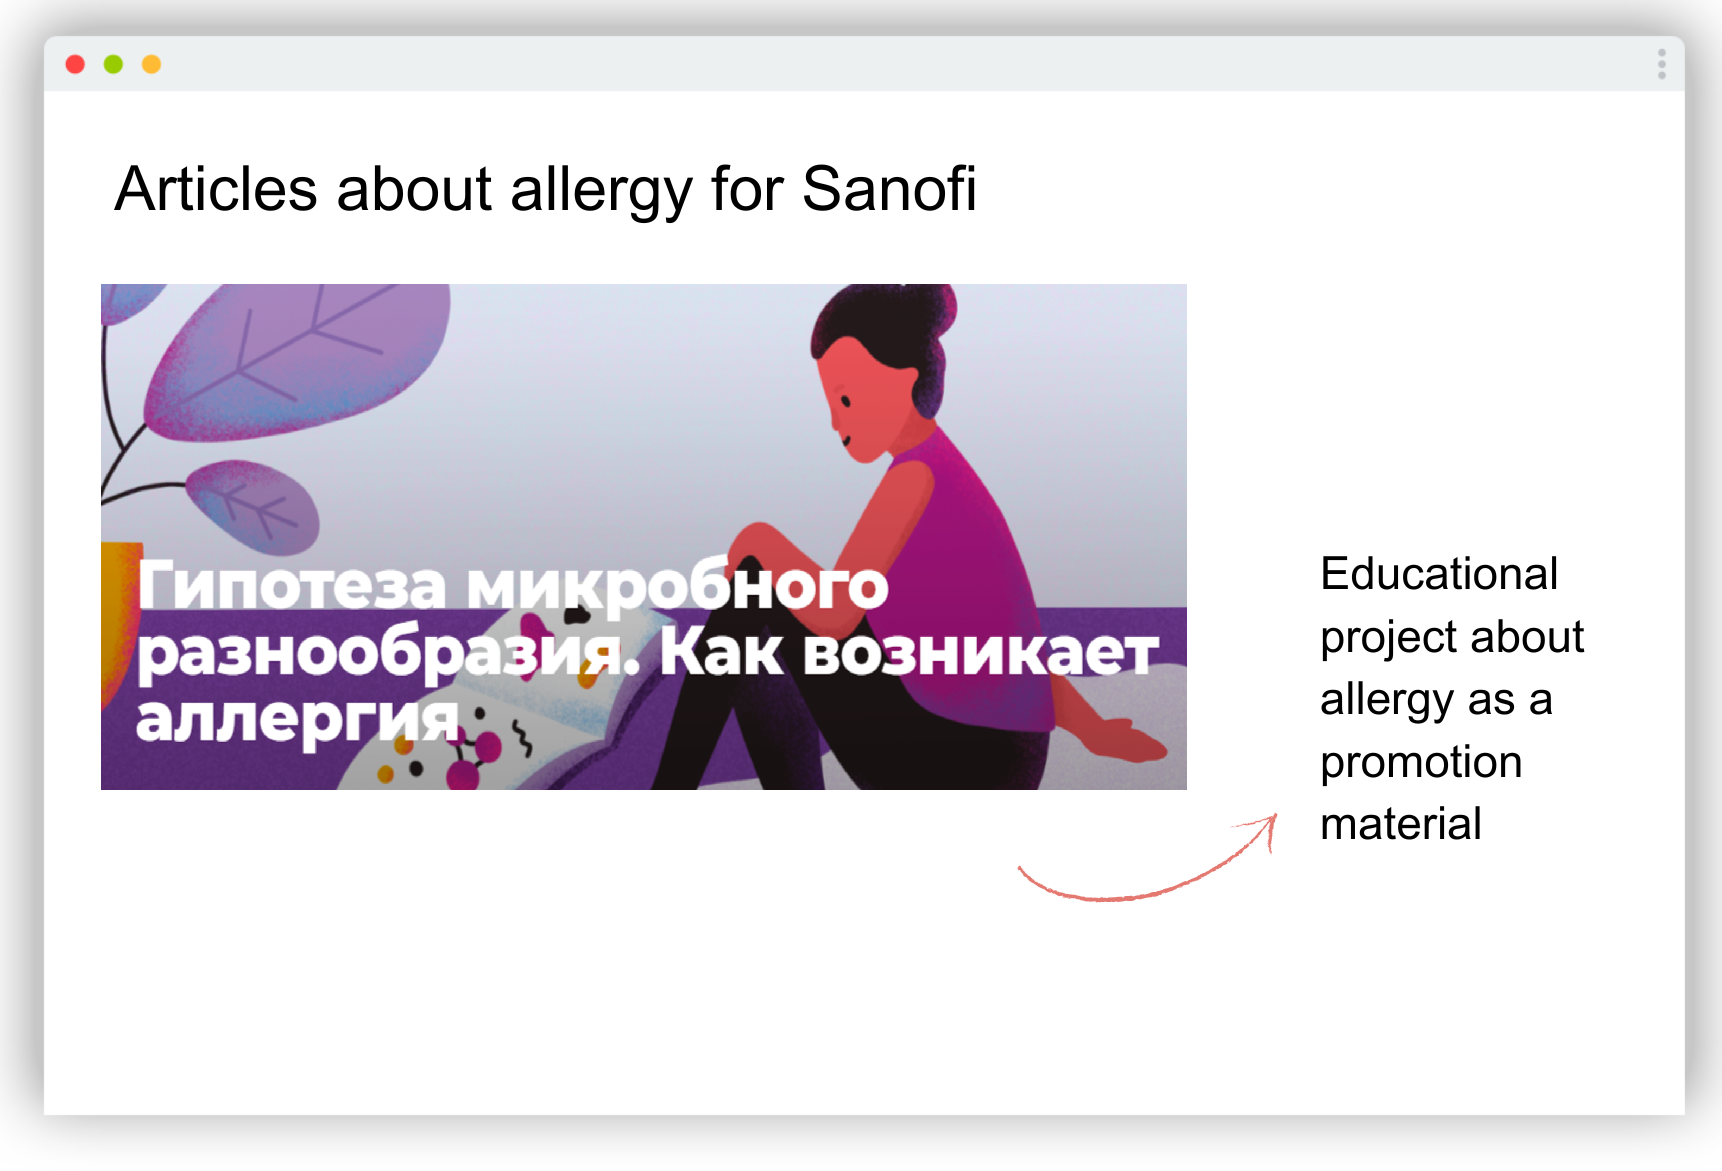 Articles about allergy for Sanofi
Гипотеза микробного
разнообразия. Как возникает
аллергия
Educational
project about
allergy as a
promotion
material